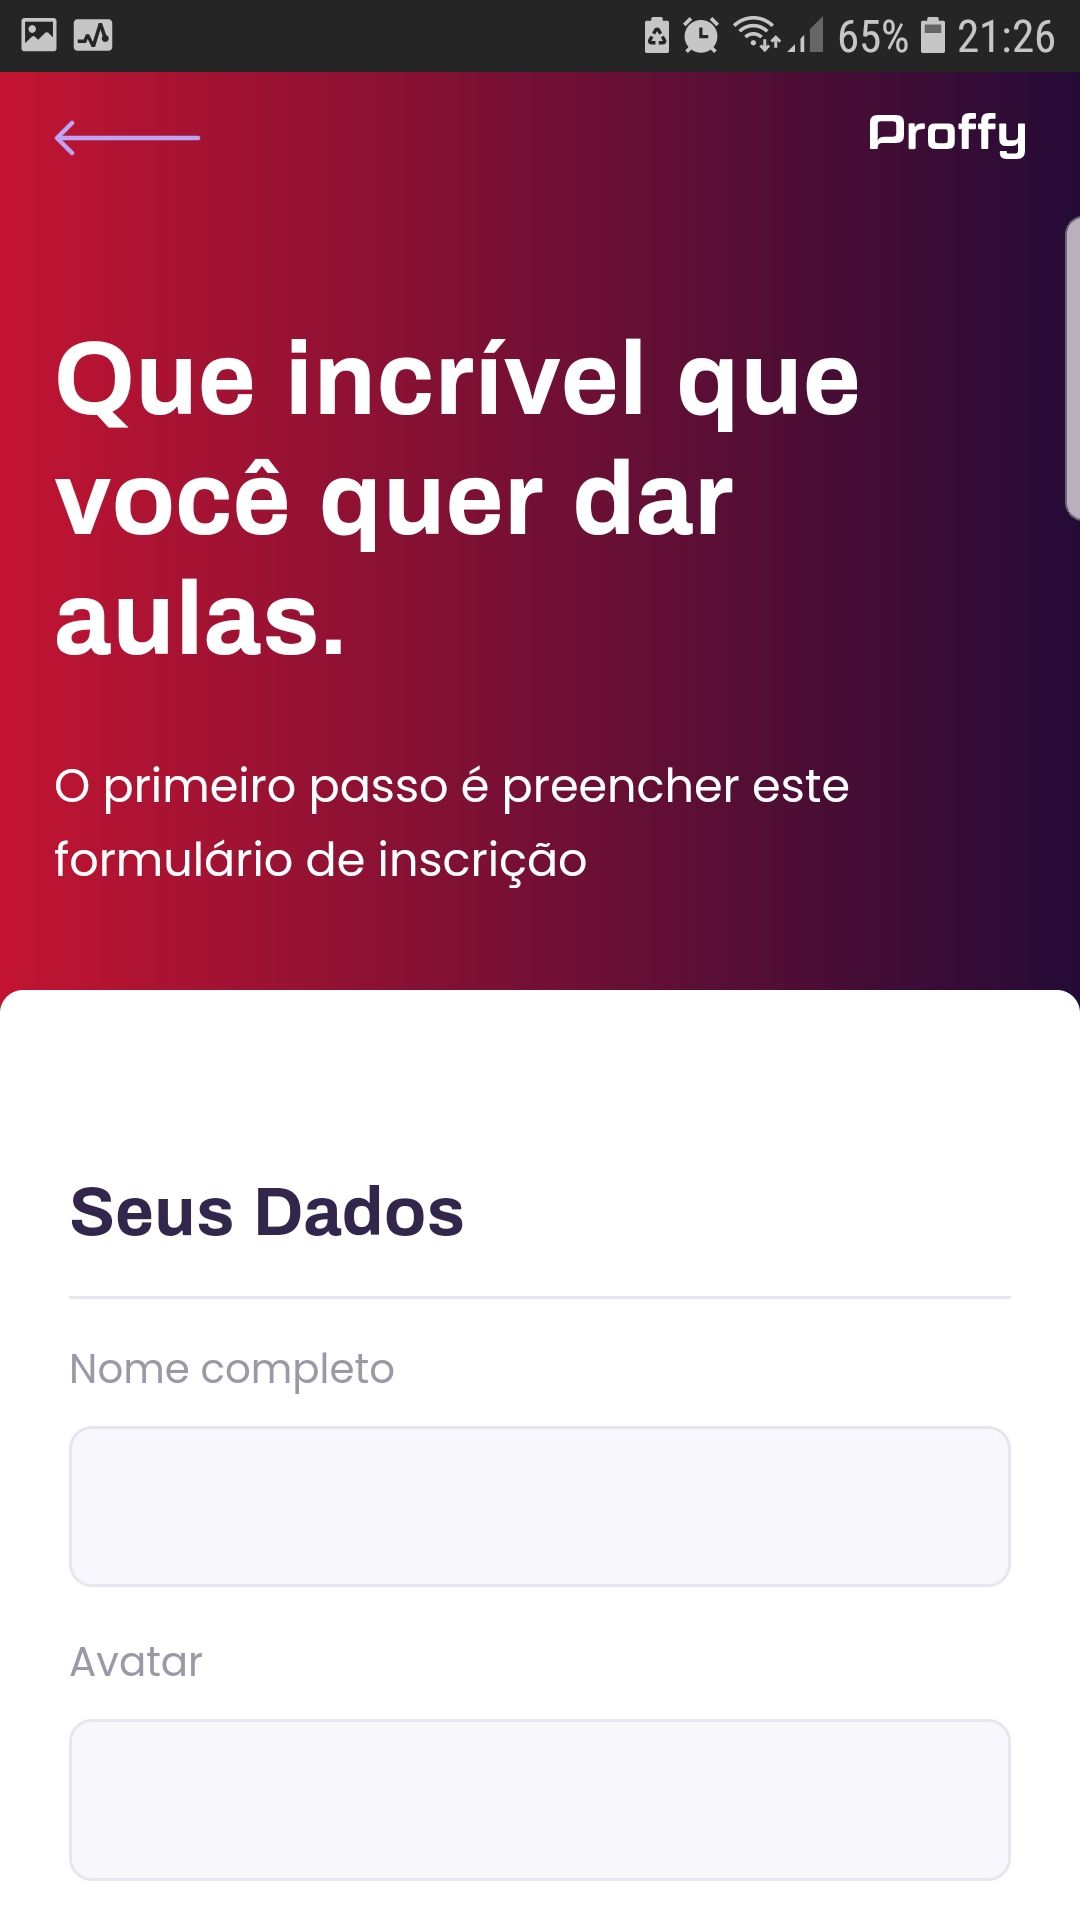 65% 21:26
Proffy
Que incrível que
você quer dar
aulas.
O primeiro passo é preencher este
formulário de inscrição
Seus Dados
Nome completo
Avatar